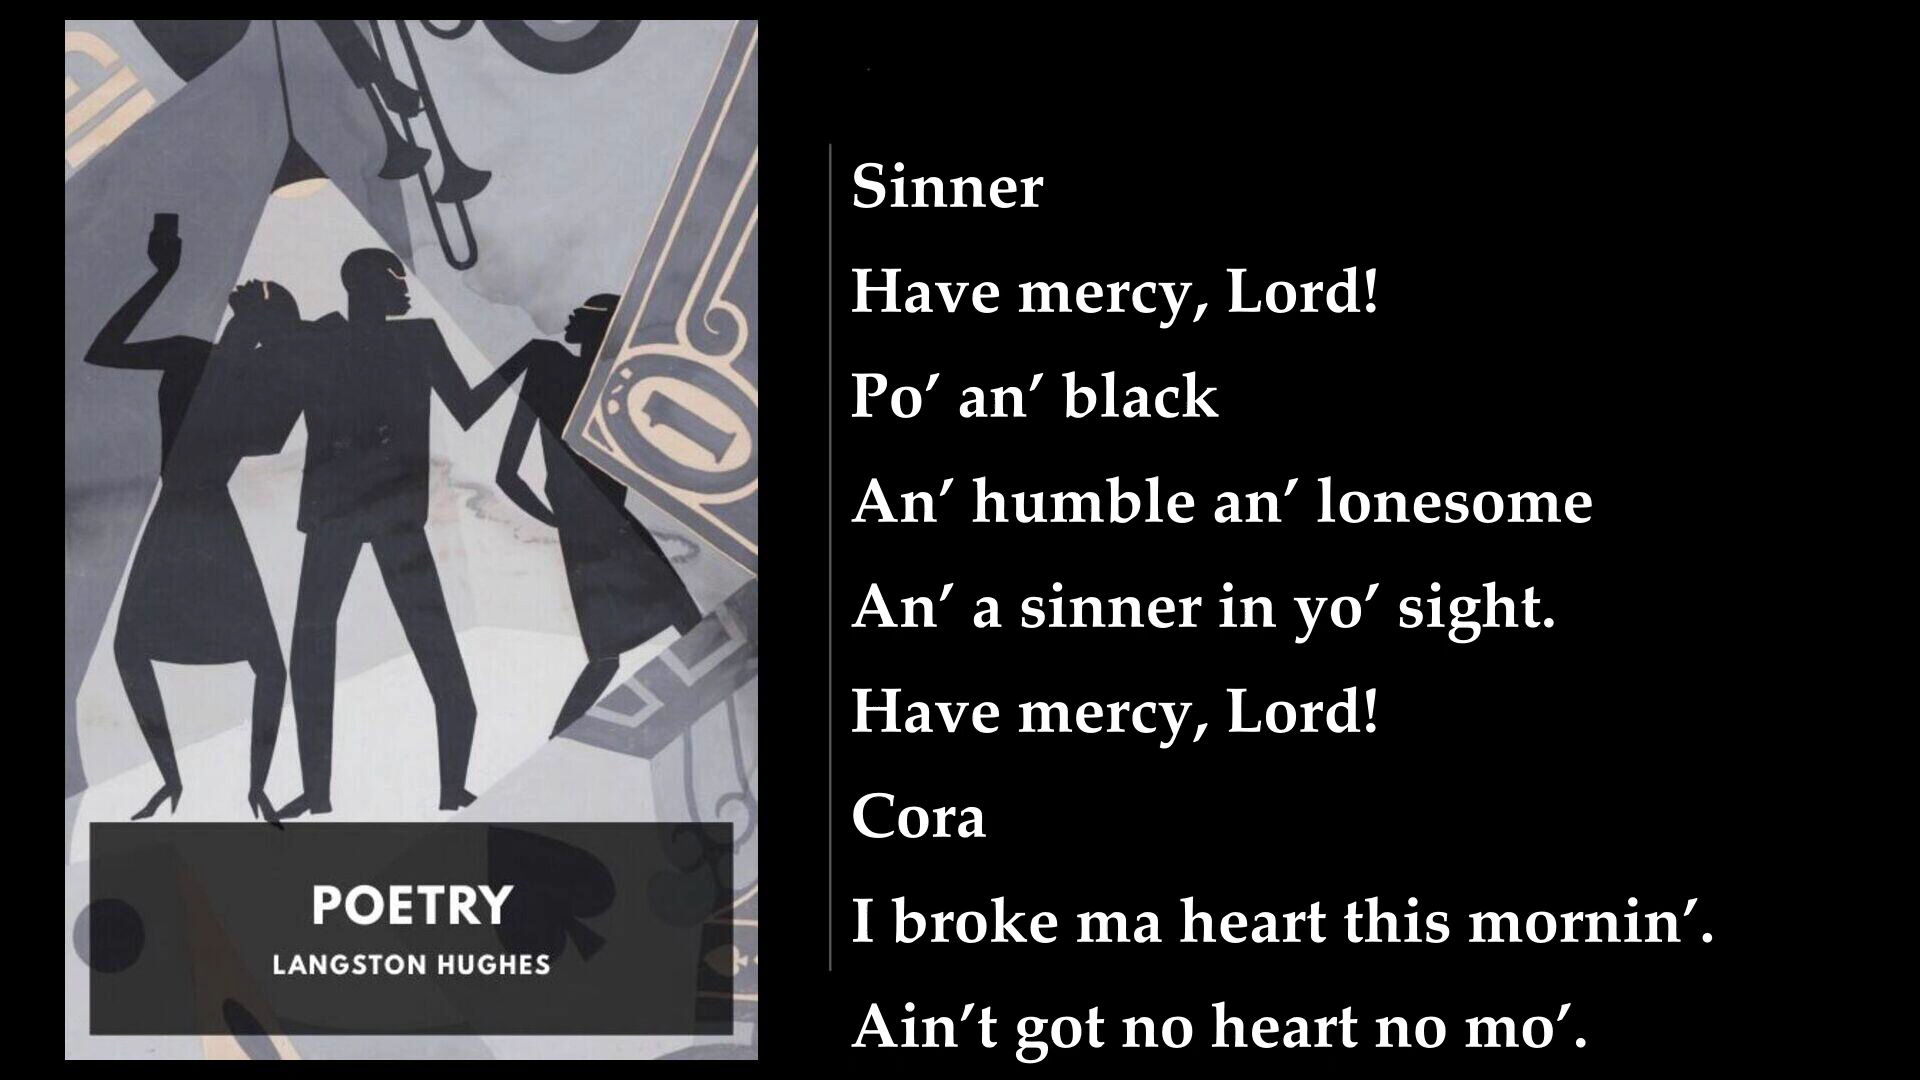 POETRY
LANGSTON HUGHES
Sinner
Have mercy, Lord!
Po’ an’ black
An’ humble an’ lonesome
An’ a sinner in yo’ sight.
Have mercy, Lord!
Cora
I broke ma heart this mornin’.
Ain’t got no heart no mo’.